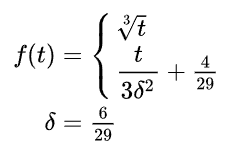 f(t) = { ∛t
t/3δ² + 4/29
δ = 6/29